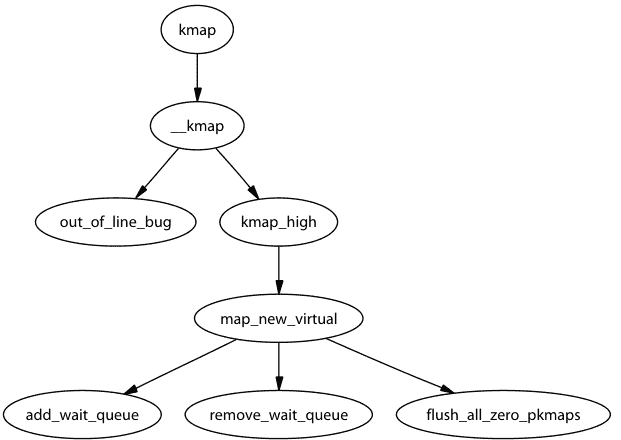 kmap
__kmap
out_of_line_bug
kmap_high
map_new_virtual
add_wait_queue
remove_wait_queue
flush_all_zero_pkmaps